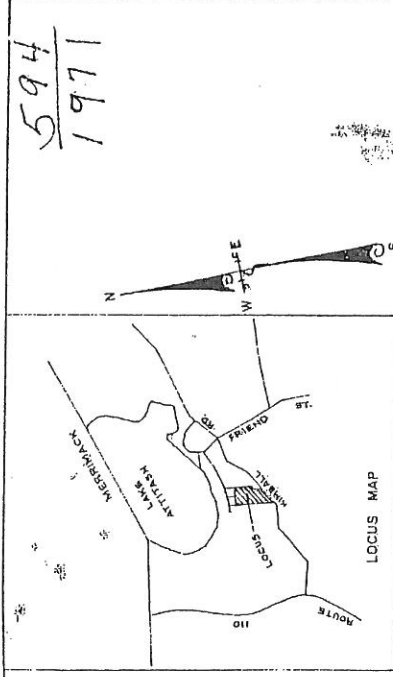 594
1971
N
W E
S
MERRIMACK
LAKE
ATTITASH
RD.
FRIEND
ST.
KIMBALL
LOCUS
110
ROUTE
LOCUS MAP